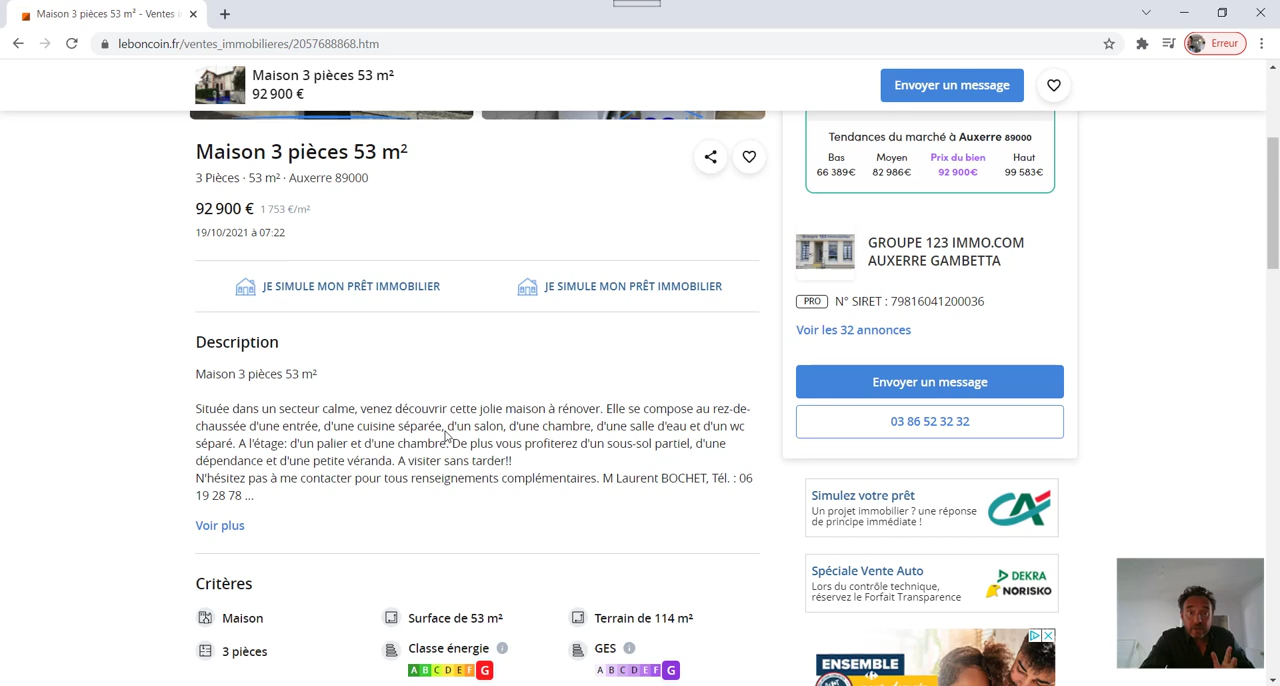 Maison 3 pièces 53 m² - Ventes i
leboncoin.fr/ventes_immobilieres/2057688868.htm
Erreur
Maison 3 pièces 53 m²
92 900 €
Envoyer un message
Maison 3 pièces 53 m²
3 Pièces · 53 m² · Auxerre 89000
92 900 € 1 753 €/m²
19/10/2021 à 07:22
JE SIMULE MON PRÊT IMMOBILIER
JE SIMULE MON PRÊT IMMOBILIER
Description
Maison 3 pièces 53 m²
Située dans un secteur calme, venez découvrir cette jolie maison à rénover. Elle se compose au rez-de-
chaussée d'une entrée, d'une cuisine séparée, d'un salon, d'une chambre, d'une salle d'eau et d'un wc
séparé. A l'étage: d'un palier et d'une chambre. De plus vous profiterez d'un sous-sol partiel, d'une
dépendance et d'une petite véranda. A visiter sans tarder!!
N'hésitez pas à me contacter pour tous renseignements complémentaires. M Laurent BOCHET, Tél. : 06
19 28 78 ...
Voir plus
Critères
Maison
Surface de 53 m²
Terrain de 114 m²
3 pièces
Classe énergie
A B C D E F G
GES
A B C D E F G
Tendances du marché à Auxerre 89000
Bas Moyen Prix du bien Haut
66 389€ 82 986€ 92 900€ 99 583€
GROUPE 123 IMMO.COM
AUXERRE GAMBETTA
PRO N° SIRET : 79816041200036
Voir les 32 annonces
Envoyer un message
03 86 52 32 32
Simulez votre prêt
Un projet immobilier ? une réponse
de principe immédiate !
CA
Spéciale Vente Auto
Lors du contrôle technique,
réservez le Forfait Transparence
DEKRA
NORISKO
ENSEMBLE